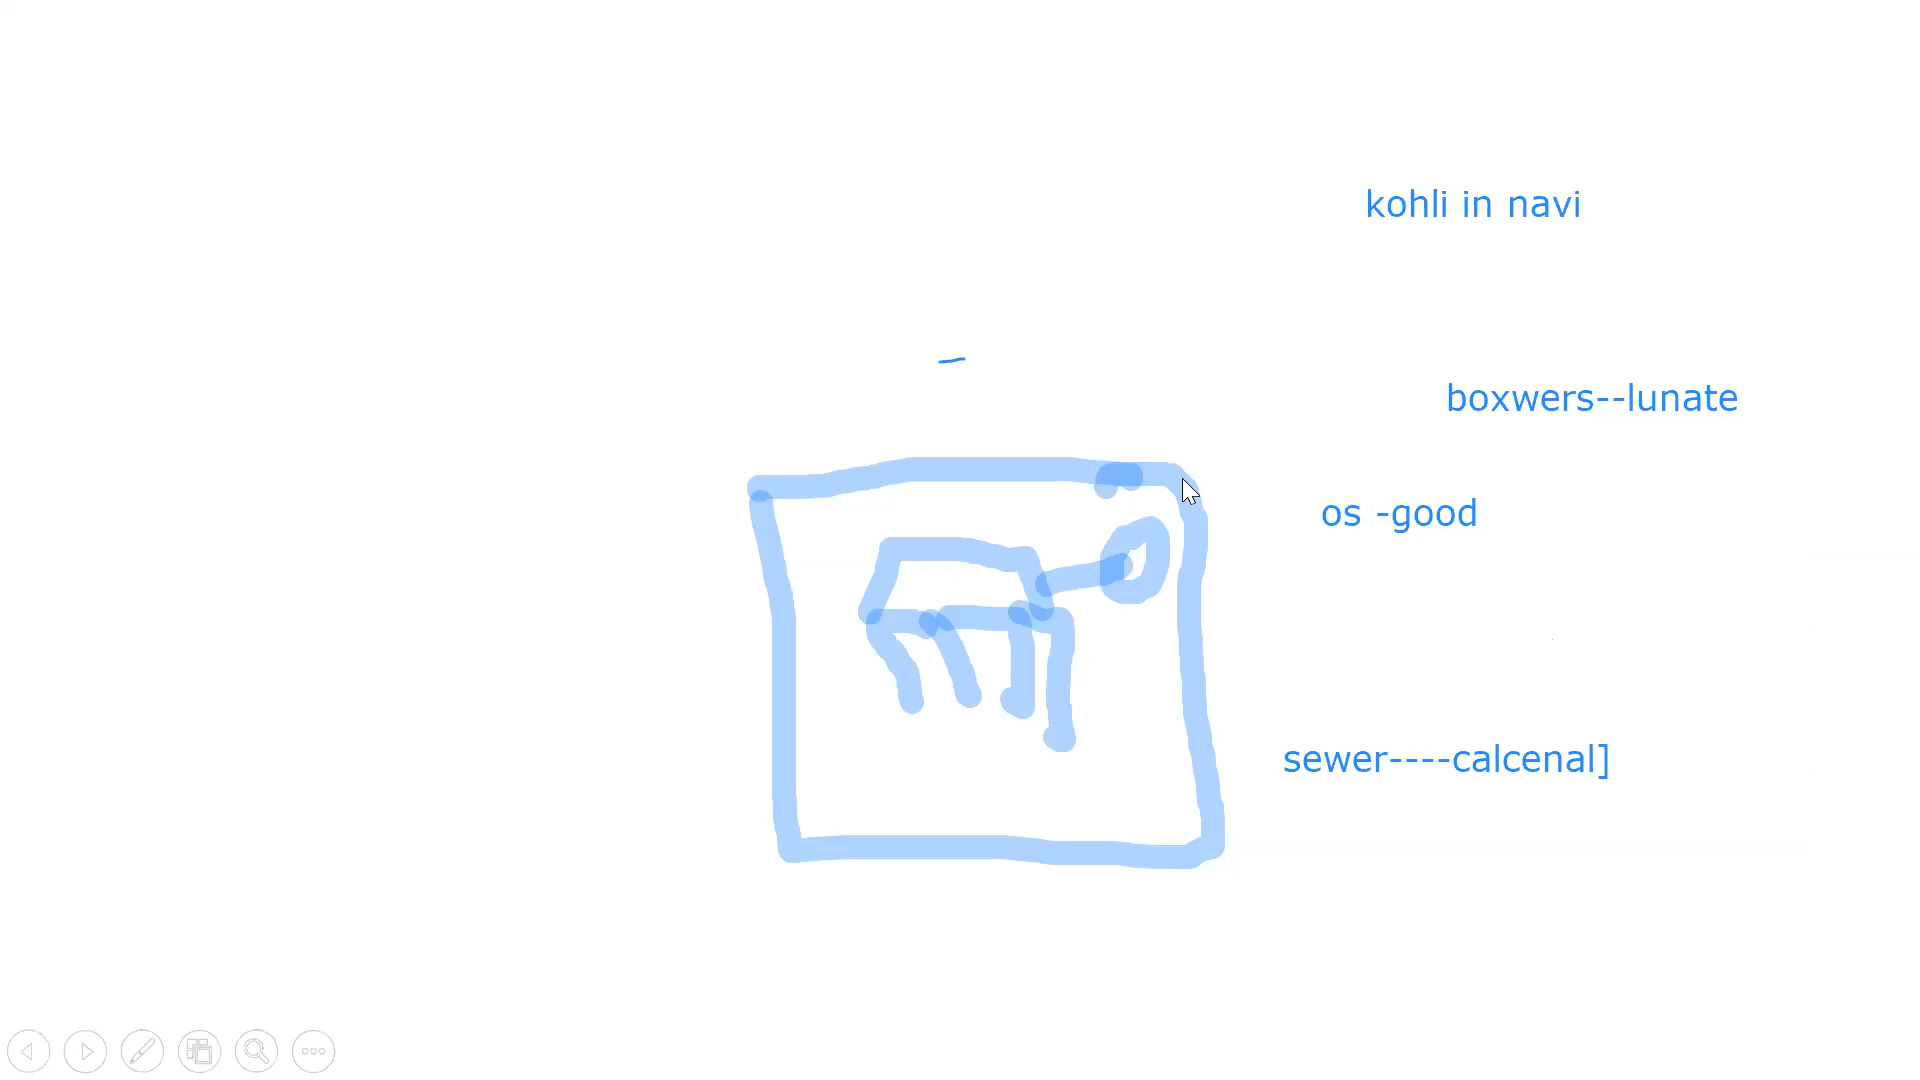 kohli in navi
boxwers--lunate
os -good
sewer----calcenal]